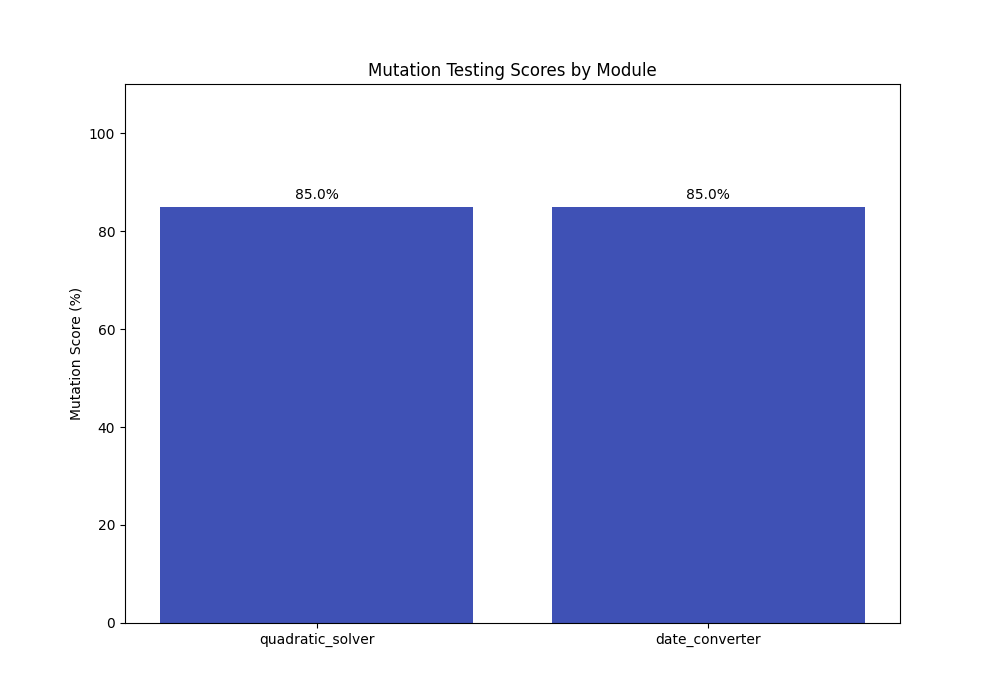 Mutation Testing Scores by Module
Mutation Score (%)
100
80
60
40
20
0
85.0%
85.0%
quadratic_solver
date_converter